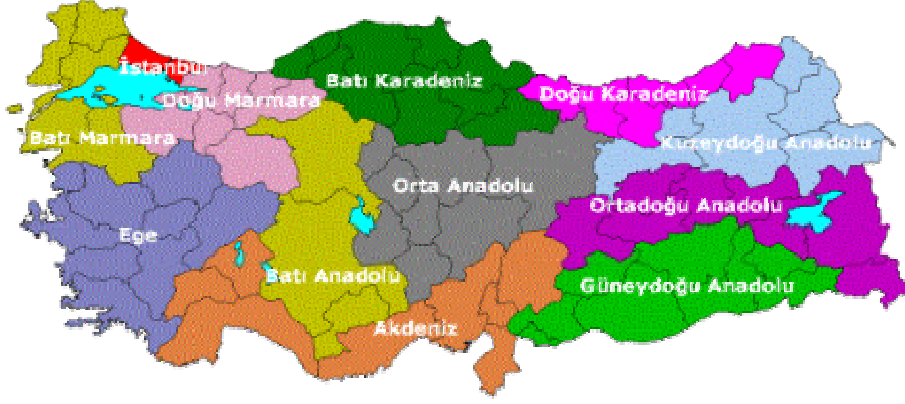 İstanbul
Batı Karadeniz
Doğu Karadeniz
Doğu Marmara
Batı Marmara
Kuzeydoğu Anadolu
Orta Anadolu
Ortadoğu Anadolu
Ege
Batı Anadolu
Güneydoğu Anadolu
Akdeniz